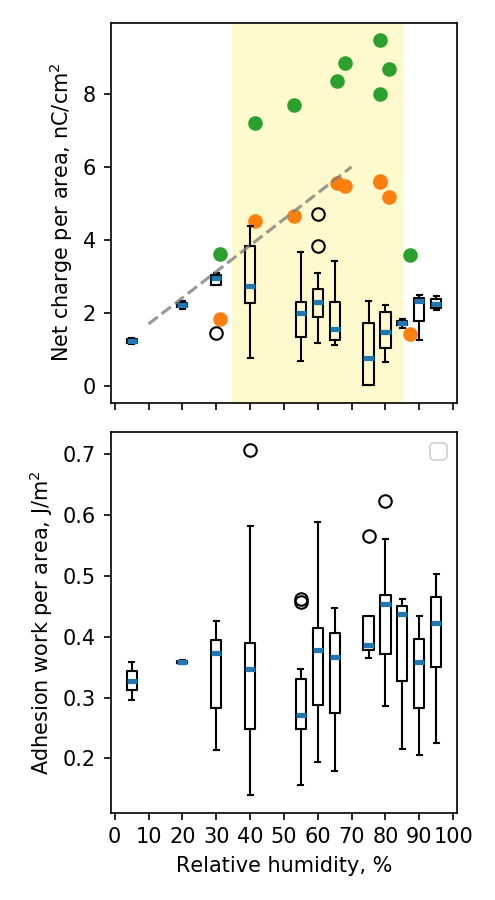 Net charge per area, nC/cm²
8
6
4
2
0
Adhesion work per area, J/m²
0.7
0.6
0.5
0.4
0.3
0.2
0 10 20 30 40 50 60 70 80 90 100
Relative humidity, %